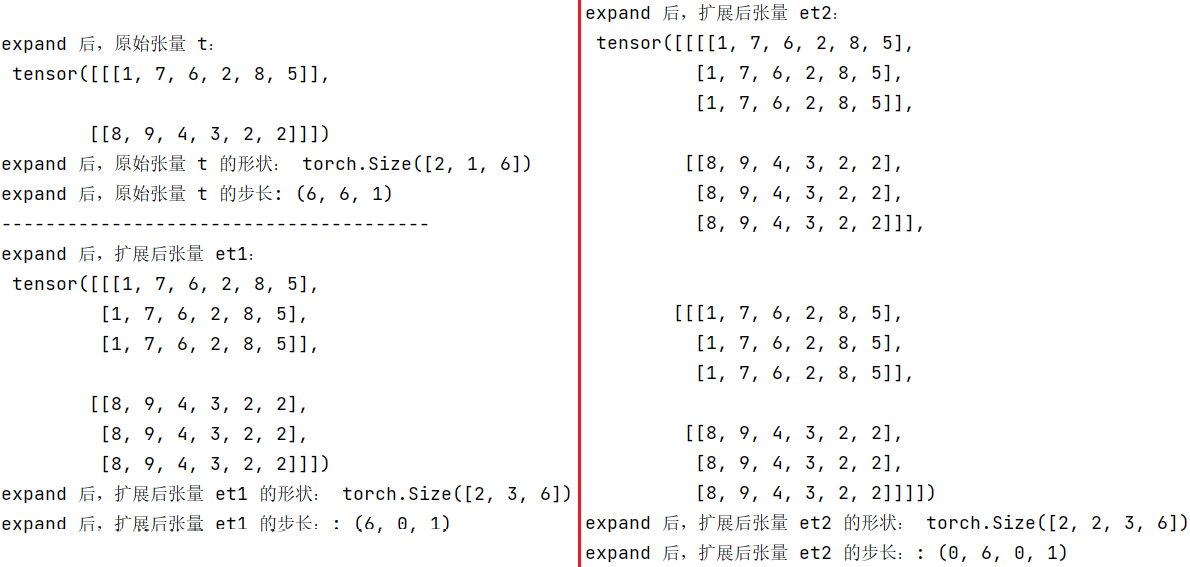 expand 后，原始张量 t:
tensor([[[1, 7, 6, 2, 8, 5]],
[[8, 9, 4, 3, 2, 2]]])
expand 后，原始张量 t 的形状： torch.Size([2, 1, 6])
expand 后，原始张量 t 的步长: (6, 6, 1)
---------------------------------------
expand 后，扩展后张量 et1:
tensor([[[1, 7, 6, 2, 8, 5],
[1, 7, 6, 2, 8, 5],
[1, 7, 6, 2, 8, 5]],
[[8, 9, 4, 3, 2, 2],
[8, 9, 4, 3, 2, 2],
[8, 9, 4, 3, 2, 2]]])
expand 后，扩展后张量 et1 的形状： torch.Size([2, 3, 6])
expand 后，扩展后张量 et1 的步长：: (6, 0, 1)
expand 后，扩展后张量 et2:
tensor([[[[1, 7, 6, 2, 8, 5],
[1, 7, 6, 2, 8, 5],
[1, 7, 6, 2, 8, 5]],
[[8, 9, 4, 3, 2, 2],
[8, 9, 4, 3, 2, 2],
[8, 9, 4, 3, 2, 2]]],
[[[1, 7, 6, 2, 8, 5],
[1, 7, 6, 2, 8, 5],
[1, 7, 6, 2, 8, 5]],
[[8, 9, 4, 3, 2, 2],
[8, 9, 4, 3, 2, 2],
[8, 9, 4, 3, 2, 2]]]])
expand 后，扩展后张量 et2 的形状： torch.Size([2, 2, 3, 6])
expand 后，扩展后张量 et2 的步长：: (0, 6, 0, 1)